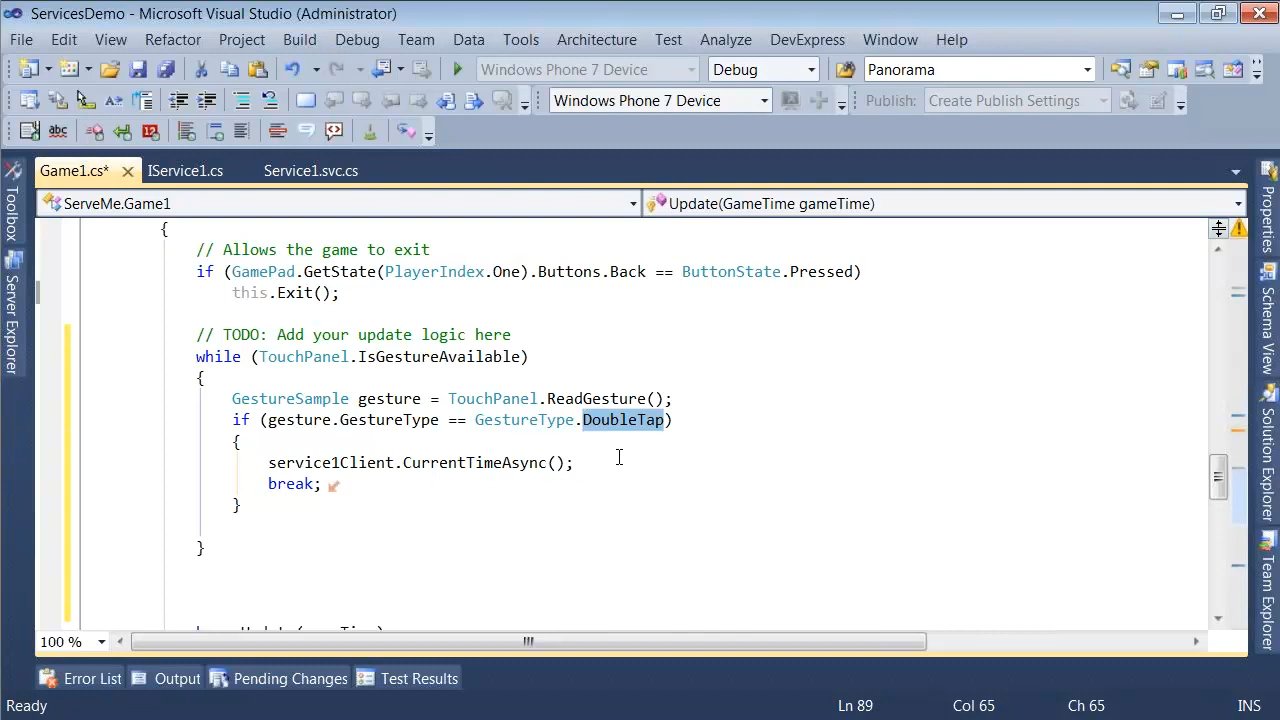 ServicesDemo - Microsoft Visual Studio (Administrator)
File Edit View Refactor Project Build Debug Team Data Tools Architecture Test Analyze DevExpress Window Help
Windows Phone 7 Device Debug Panorama
abc Windows Phone 7 Device Publish: Create Publish Settings
12
Game1.cs* IService1.cs Service1.svc.cs
ServeMe.Game1 Update(GameTime gameTime)
{
// Allows the game to exit
if (GamePad.GetState(PlayerIndex.One).Buttons.Back == ButtonState.Pressed)
this.Exit();
// TODO: Add your update logic here
while (TouchPanel.IsGestureAvailable)
{
GestureSample gesture = TouchPanel.ReadGesture();
if (gesture.GestureType == GestureType.DoubleTap)
{
service1Client.CurrentTimeAsync();
break;
}
}
100 %
Toolbox
Server Explorer
Properties
Schema View
Solution Explorer
Team Explorer
Error List Output Pending Changes Test Results
Ready Ln 89 Col 65 Ch 65 INS